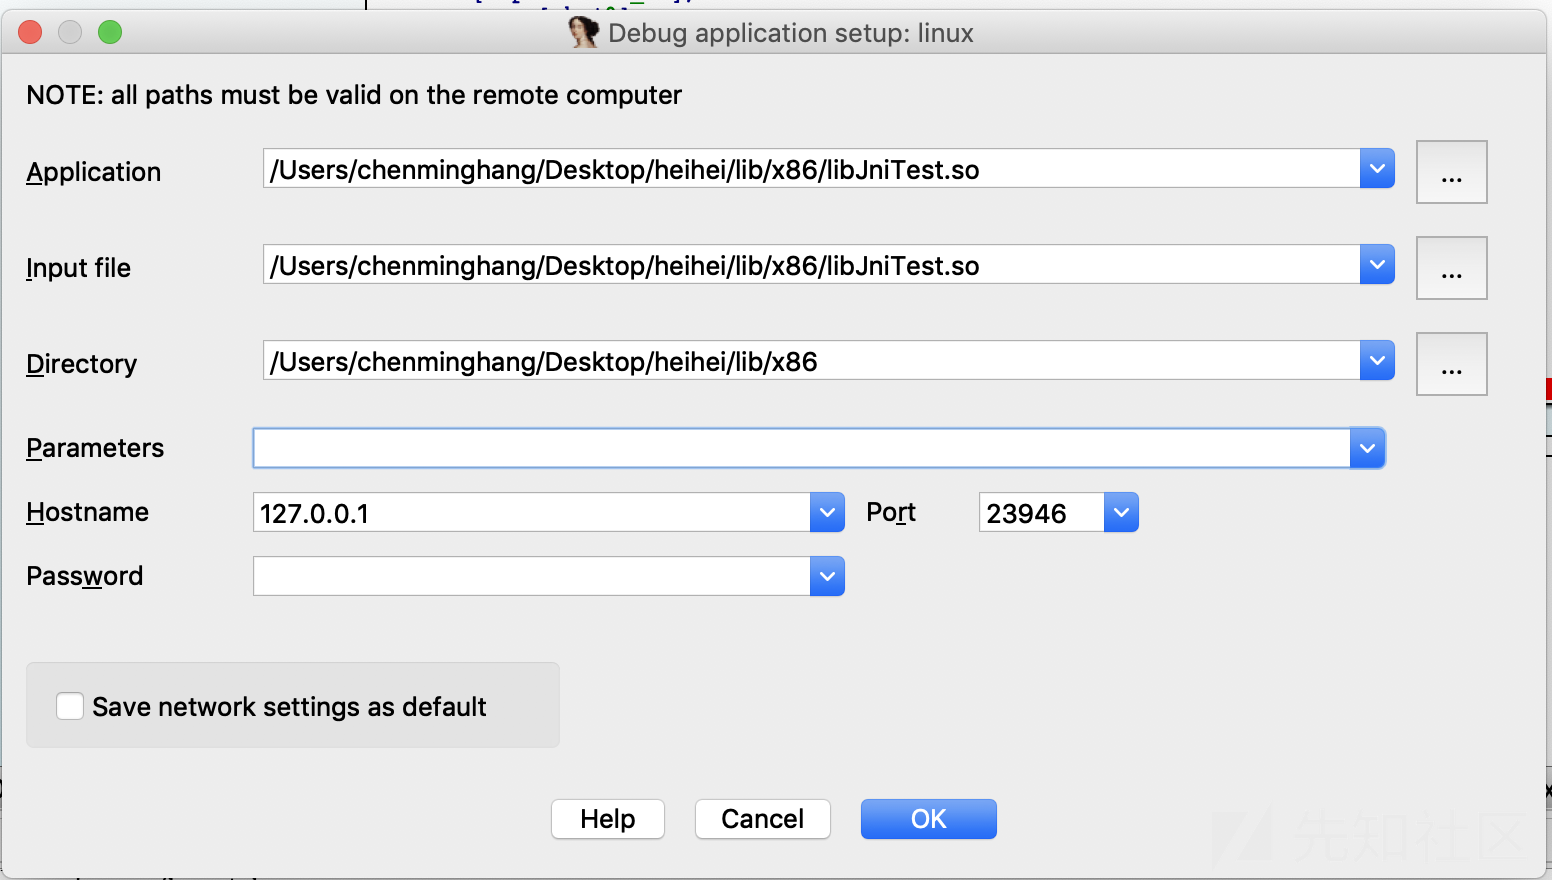 Debug application setup: linux
NOTE: all paths must be valid on the remote computer
Application /Users/chenminghang/Desktop/heihei/lib/x86/libJniTest.so ...
Input file /Users/chenminghang/Desktop/heihei/lib/x86/libJniTest.so ...
Directory /Users/chenminghang/Desktop/heihei/lib/x86 ...
Parameters
Hostname 127.0.0.1 Port 23946
Password
Save network settings as default
Help Cancel OK
先知社区